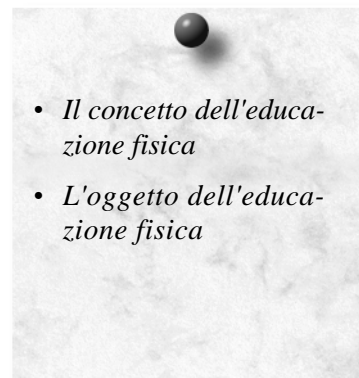 • Il concetto dell'educa-
zione fisica
• L'oggetto dell'educa-
zione fisica